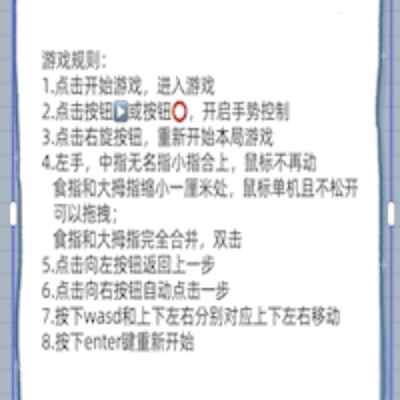 游戏规则：
1.点击开始游戏，进入游戏
2.点击按钮▶️或按钮⭕，开启手势控制
3.点击右旋按钮，重新开始本局游戏
4.左手，中指无名指小指合上，鼠标不再动
食指和大拇指缩小一厘米处，鼠标单机且不松开
可以拖拽；
食指和大拇指完全合并，双击
5.点击向左按钮返回上一步
6.点击向右按钮自动点击一步
7.按下wasd和上下左右分别对应上下左右移动
8.按下enter键重新开始